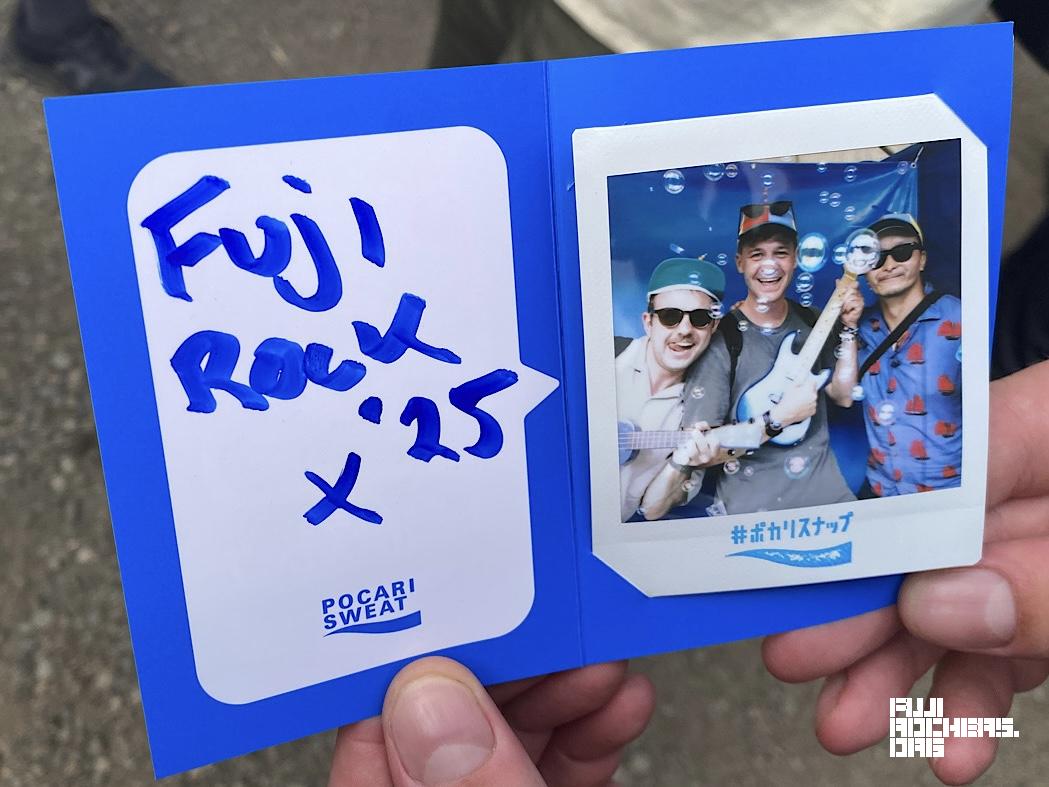 Fuji
Rock
'25
x
POCARI
SWEAT
#ポカリスナップ
FUJI
ROCKERS.
ORG